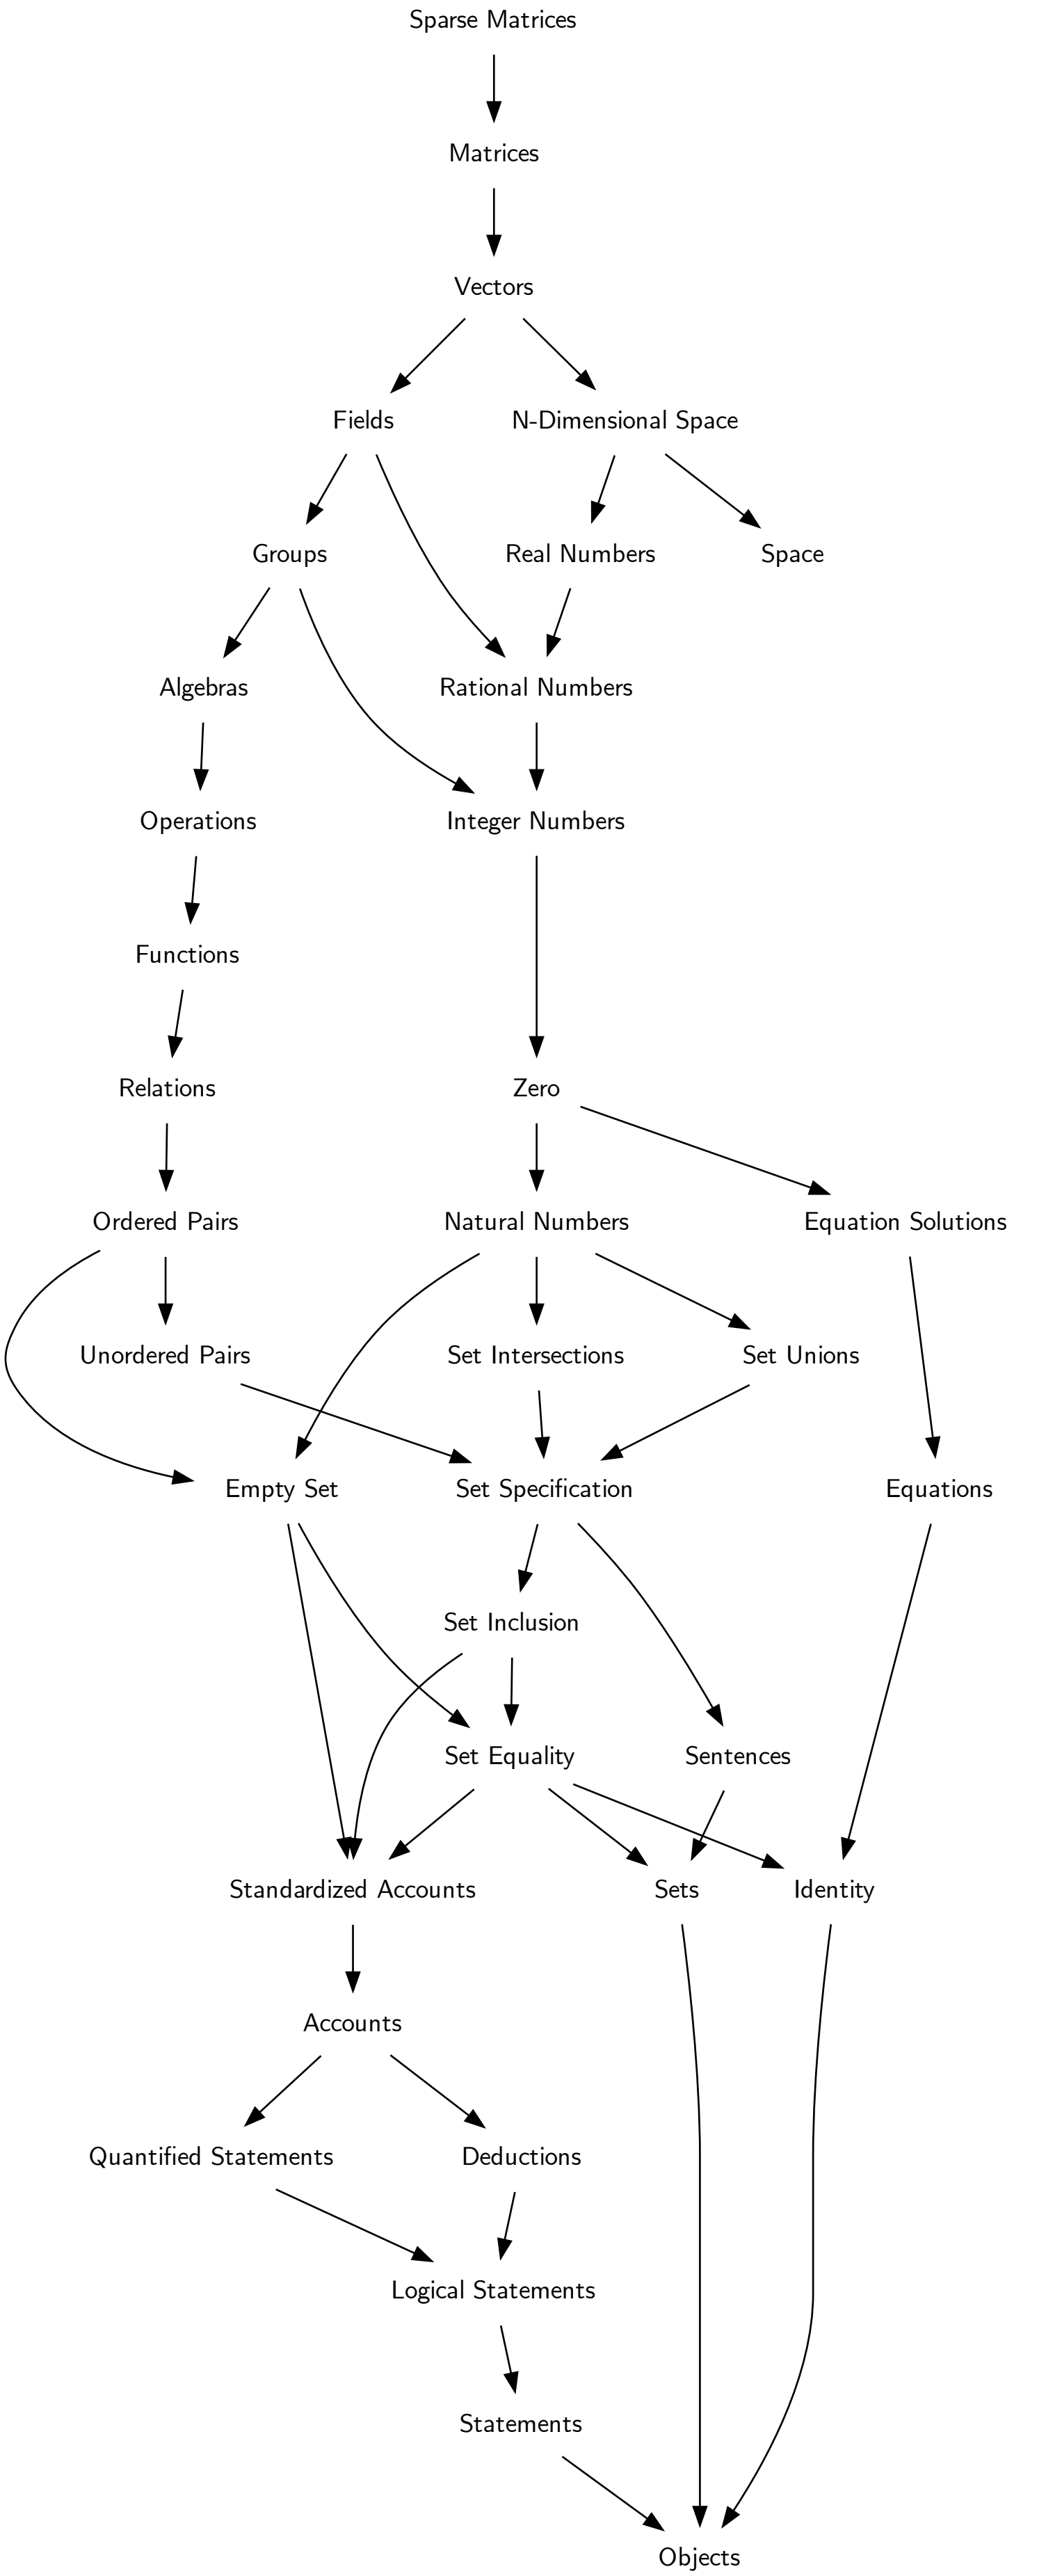 Sparse Matrices
Matrices
Vectors
Fields
N-Dimensional Space
Groups
Real Numbers
Space
Algebras
Rational Numbers
Operations
Integer Numbers
Functions
Relations
Zero
Ordered Pairs
Natural Numbers
Equation Solutions
Unordered Pairs
Set Intersections
Set Unions
Empty Set
Set Specification
Equations
Set Inclusion
Set Equality
Sentences
Standardized Accounts
Sets
Identity
Accounts
Quantified Statements
Deductions
Logical Statements
Statements
Objects